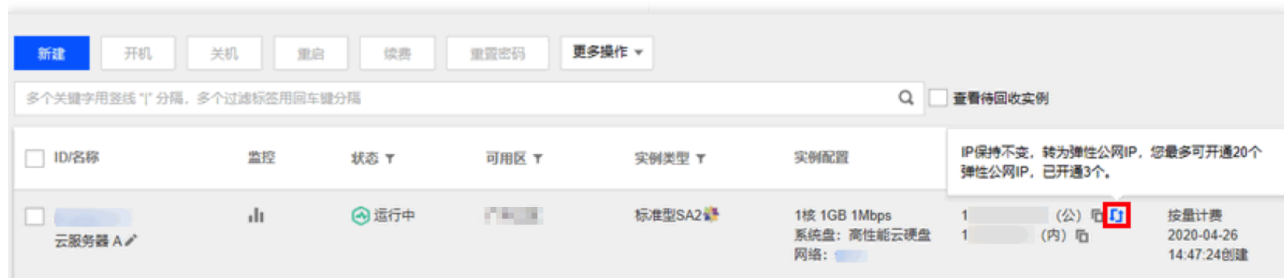 新建 开机 关机 重启 续费 重置密码 更多操作
多个关键字用竖线 "|" 分隔，多个过滤标签用回车键分隔 查看待回收实例
IP保持不变，转为弹性公网IP，您最多可开通20个
弹性公网IP，已开通3个。
ID/名称 监控 状态 可用区 实例类型 实例配置
运行中 标准型SA2 1核 1GB 1Mbps 1 (公) 按量计费
云服务器 A 系统盘：高性能云硬盘 1 (内) 2020-04-26
网络： 14:47:24创建